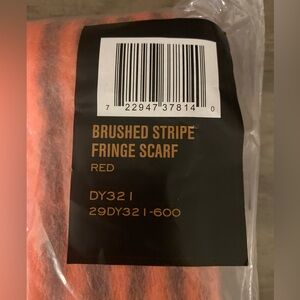 7 22947 37814 0
BRUSHED STRIPE
FRINGE SCARF
RED
DY321
29DY321-600